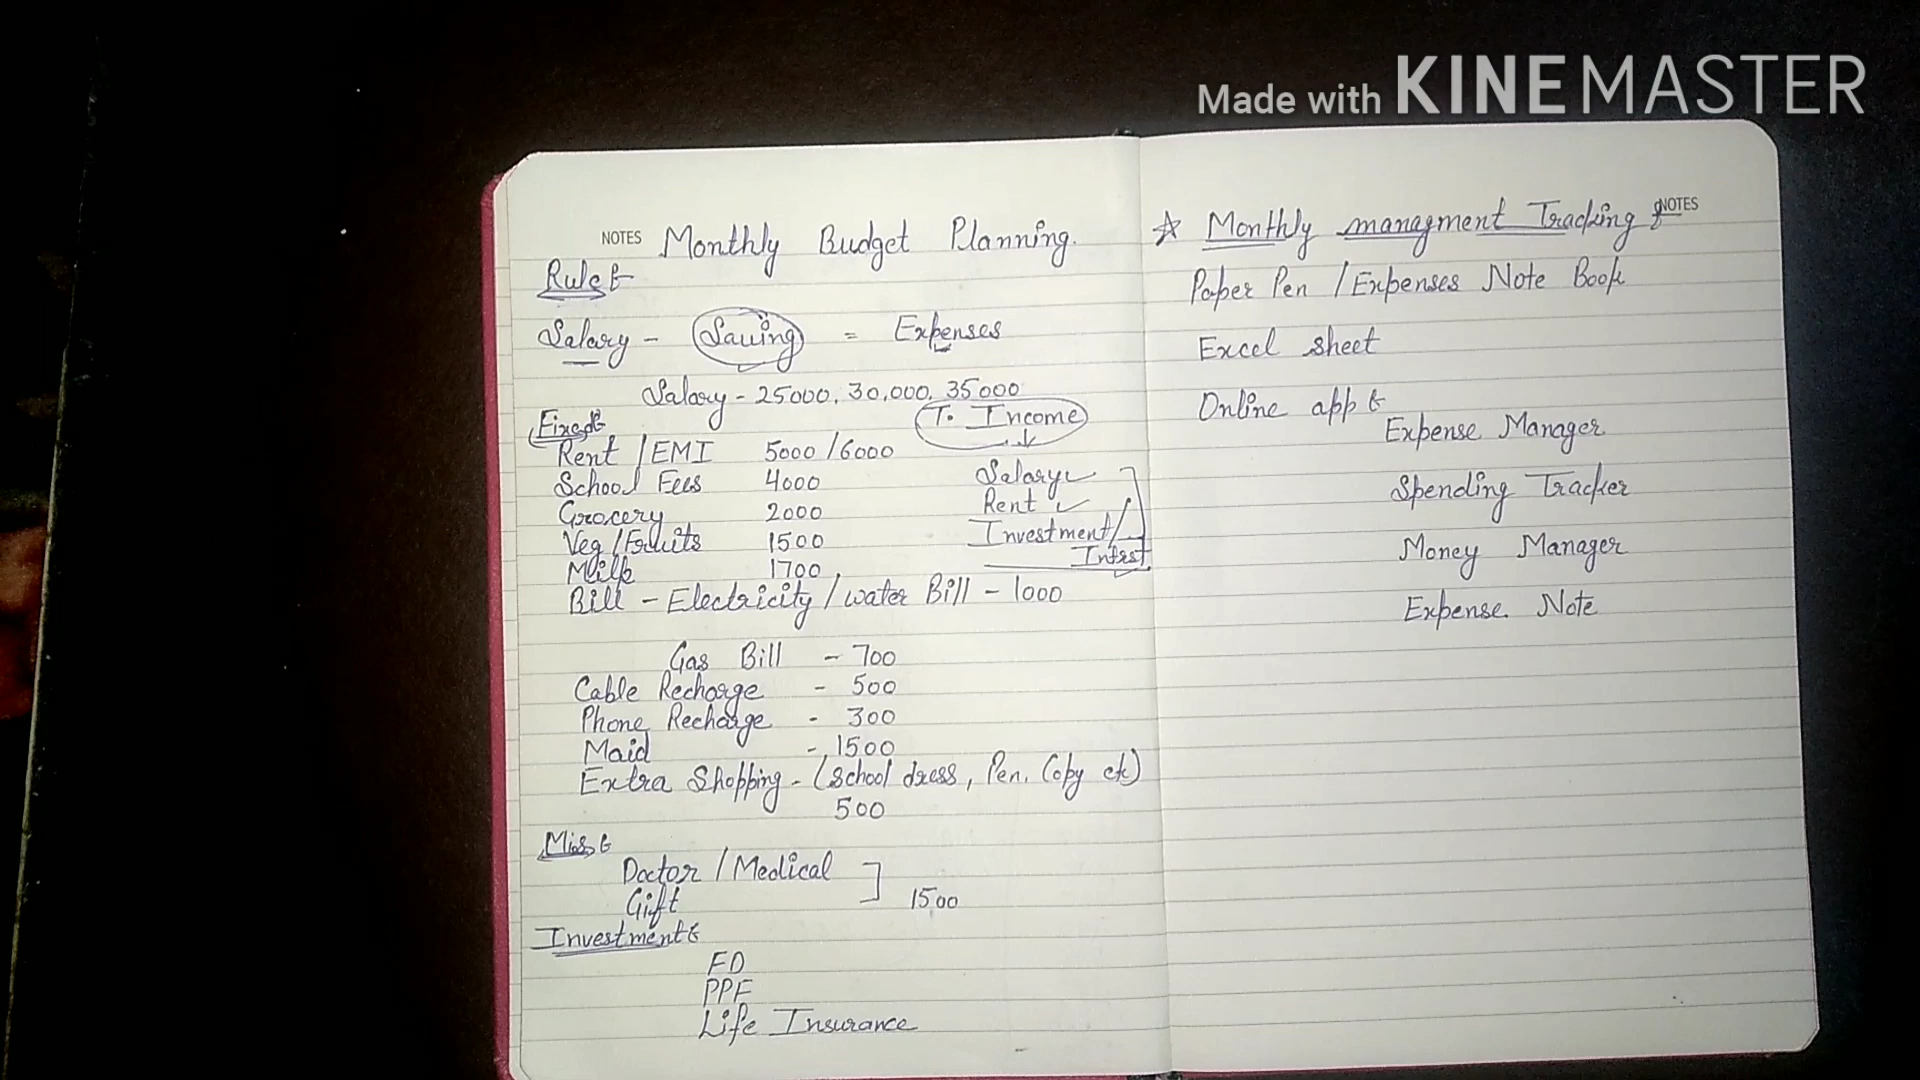 Made with KINEMASTER
NOTES Monthly Budget Planning.
Rule:
Salary - Saving = Expenses
Salary - 25000, 30,000, 35000
T. Income
Fixed:
Rent / EMI 5000 / 6000
School Fees 4000
Grocery 2000
Veg / Fruits 1500
Milk 1700
Salary
Rent
Investment /
Intrst
Bill - Electricity / water Bill - 1000
Gas Bill - 700
Cable Recharge - 500
Phone Recharge - 300
Maid - 1500
Extra Shopping - (School dress, Pen, Copy etc)
500
Mis:
Doctor / Medical
Gift 1500
Investment:
FD
PPF
Life Insurance
NOTES
☆ Monthly managment Tracking :
Paper Pen / Expenses Note Book
Excel sheet
Online app :
Expense Manager
Spending Tracker
Money Manager
Expense Note